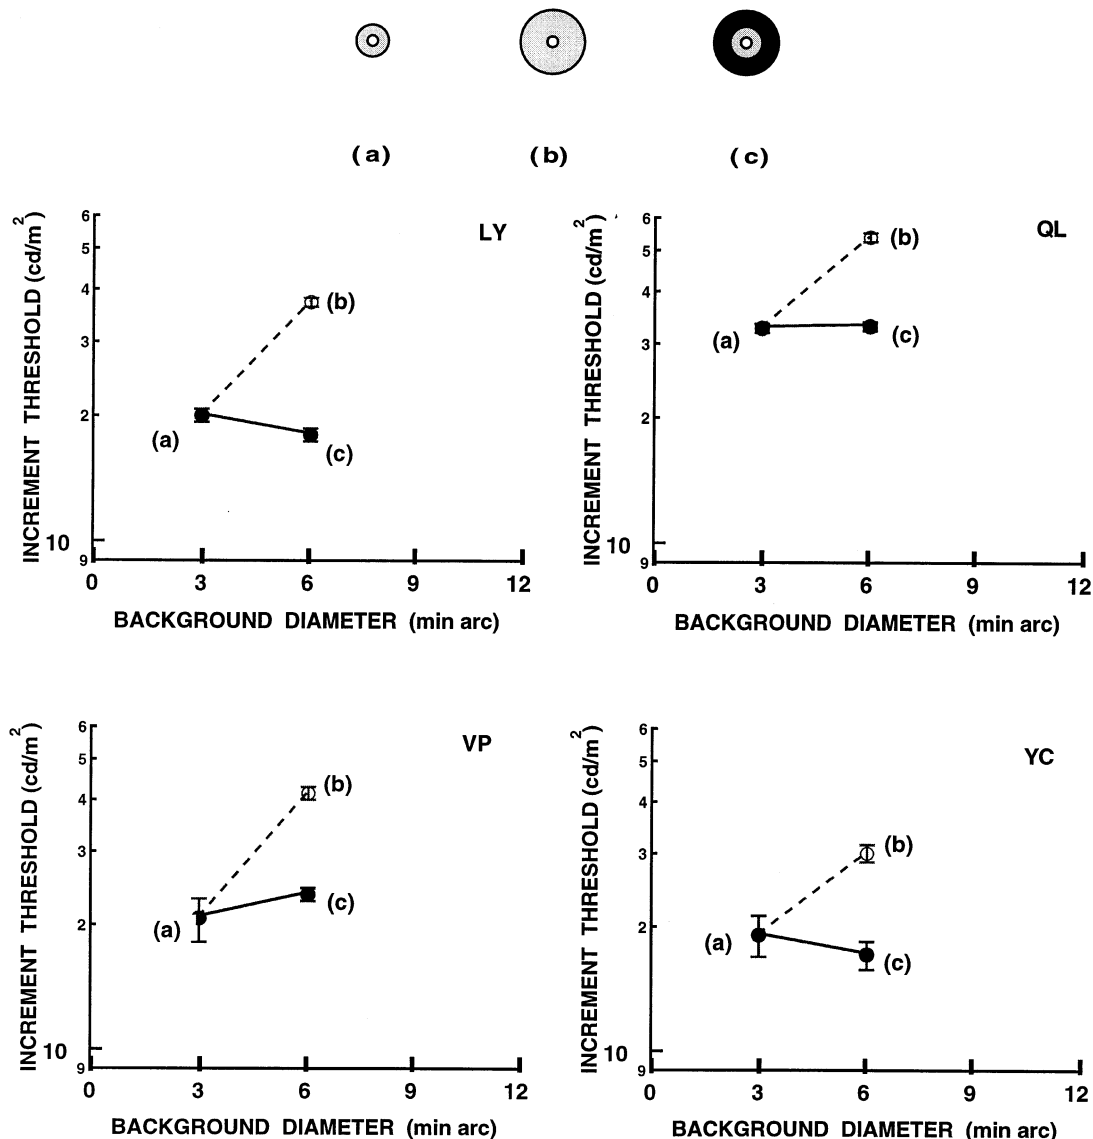 (a) (b) (c)
LY
INCREMENT THRESHOLD (cd/m²)
6
5
4
3
2
10
9
(b)
(a)
(c)
0 3 6 9 12
BACKGROUND DIAMETER (min arc)
QL
INCREMENT THRESHOLD (cd/m²)
6
5
4
3
2
10
9
(b)
(a)
(c)
0 3 6 9 12
BACKGROUND DIAMETER (min arc)
VP
INCREMENT THRESHOLD (cd/m²)
6
5
4
3
2
10
9
(b)
(a)
(c)
0 3 6 9 12
BACKGROUND DIAMETER (min arc)
YC
INCREMENT THRESHOLD (cd/m²)
6
5
4
3
2
10
9
(b)
(a)
(c)
0 3 6 9 12
BACKGROUND DIAMETER (min arc)